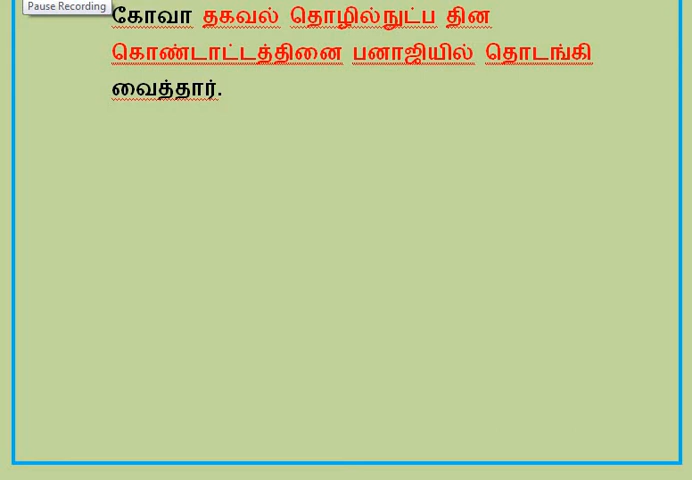 Pause Recording
கோவா தகவல் தொழில்நுட்ப தின
கொண்டாட்டத்தினை பனாஜியில் தொடங்கி
வைத்தார்.